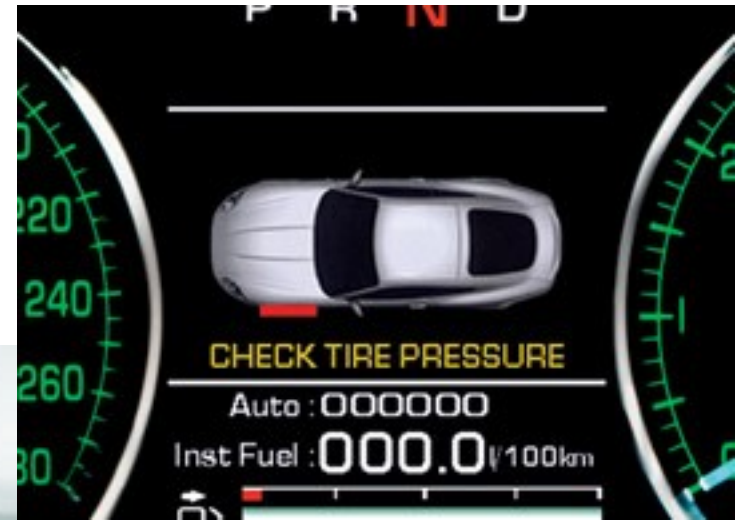 P R N D
220
240
260
CHECK TIRE PRESSURE
Auto : 000000
Inst Fuel : 000.0 l/100km